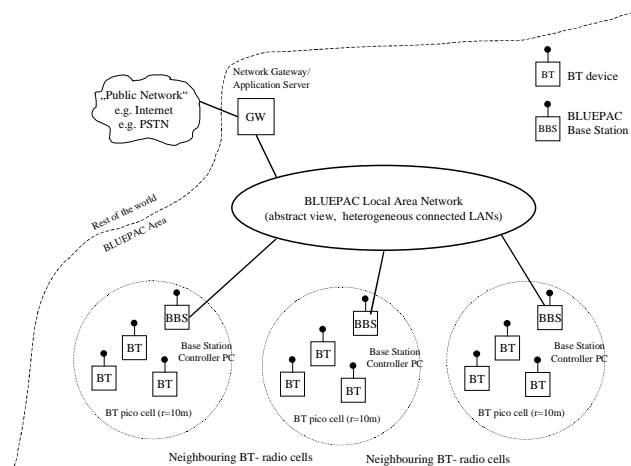 Network Gateway/
Application Server
„Public Network“
e.g. Internet
e.g. PSTN
GW
BT
BT device
BBS
BLUEPAC
Base Station
BLUEPAC Local Area Network
(abstract view, heterogeneous connected LANs)
Rest of the world
BLUEPAC Area
BBS
BT
Base Station
Controller PC
BT
BT
BT pico cell (r=10m)
BBS
BT
Base Station
Controller PC
BT
BT
BT pico cell (r=10m)
BBS
BT
Base Station
Controller PC
BT
BT
BT pico cell (r=10m)
Neighbouring BT- radio cells
Neighbouring BT- radio cells